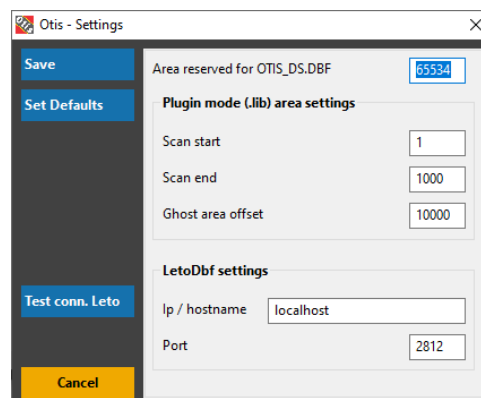 Otis - Settings
Save
Set Defaults
Test conn. Leto
Cancel
Area reserved for OTIS_DS.DBF 65534
Plugin mode (.lib) area settings
Scan start 1
Scan end 1000
Ghost area offset 10000
LetoDbf settings
Ip / hostname localhost
Port 2812